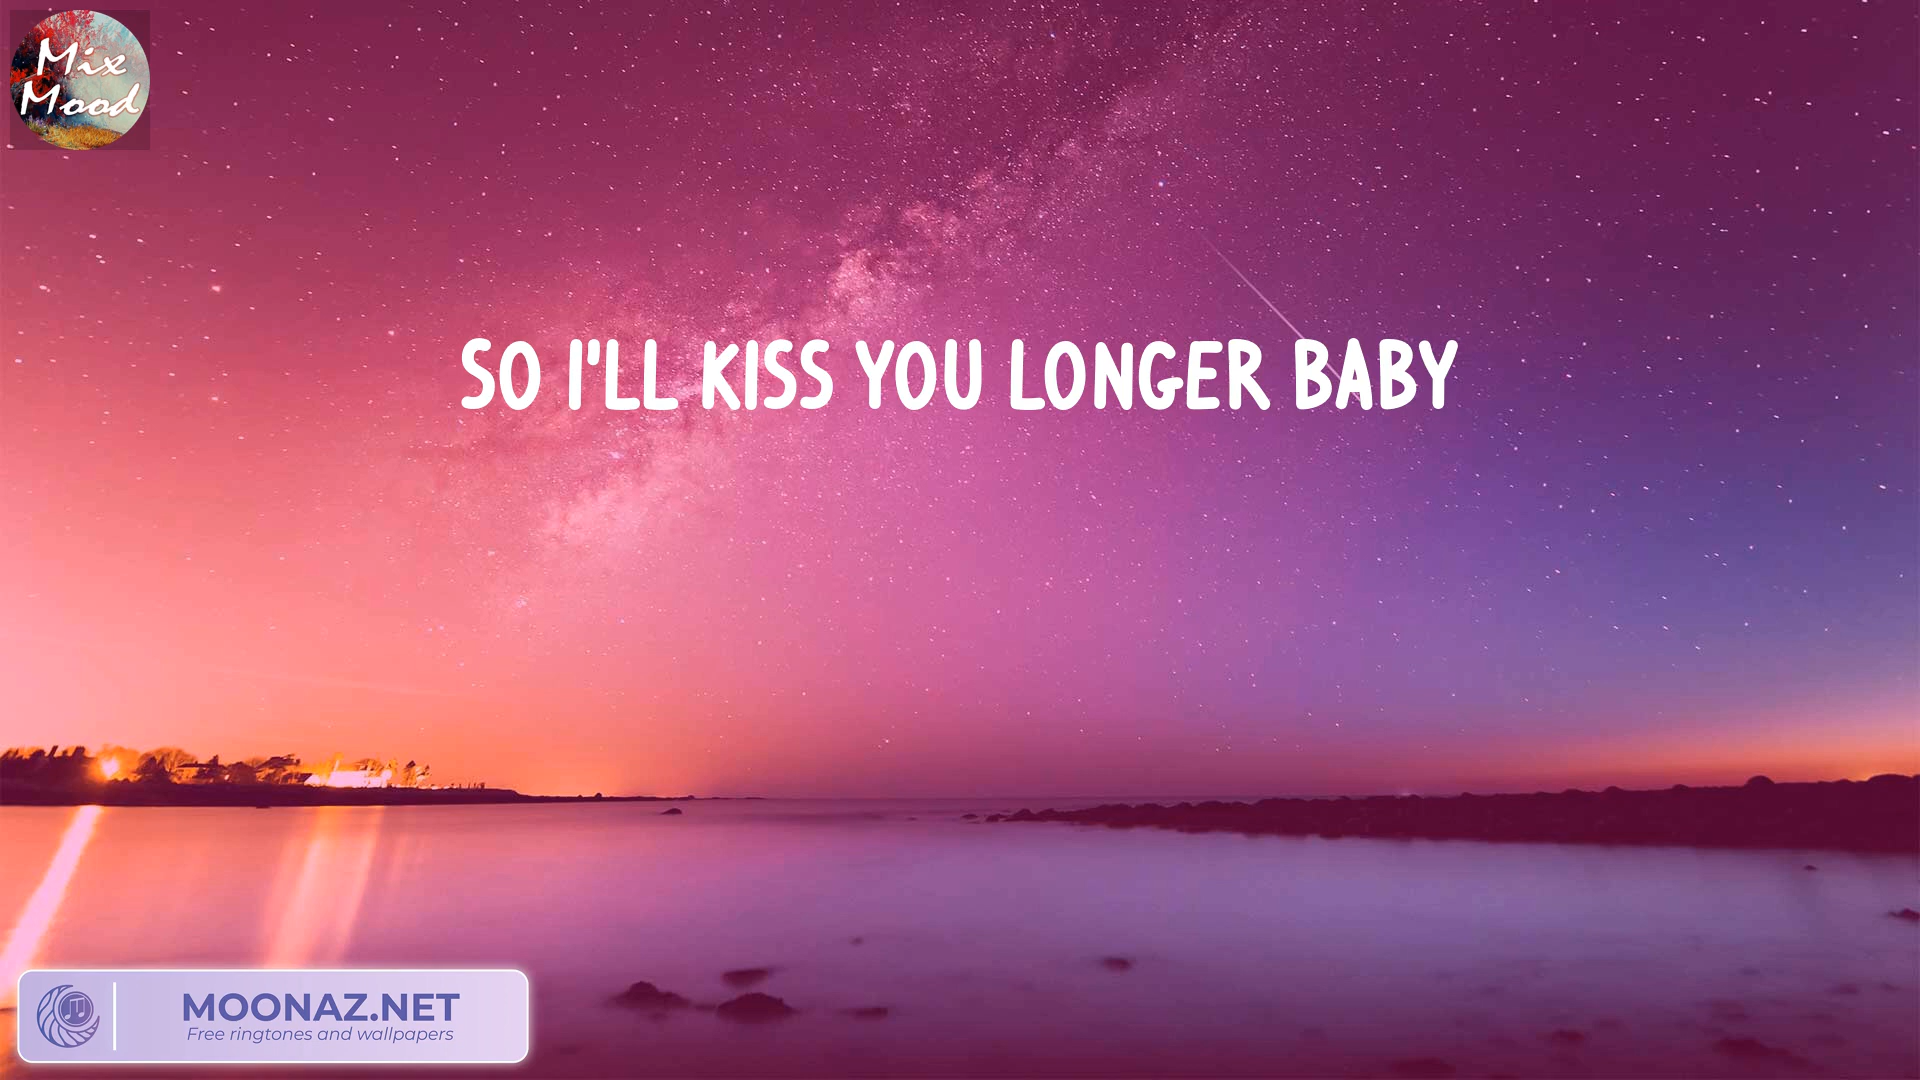 Mix
Mood
SO I'LL KISS YOU LONGER BABY
MOONAZ.NET
Free ringtones and wallpapers